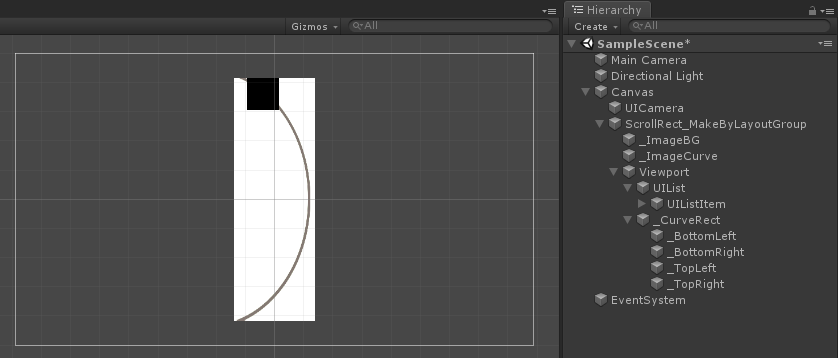 Gizmos
All
Hierarchy
Create
All
SampleScene*
Main Camera
Directional Light
Canvas
UICamera
ScrollRect_MakeByLayoutGroup
_ImageBG
_ImageCurve
Viewport
UIList
UIListItem
_CurveRect
_BottomLeft
_BottomRight
_TopLeft
_TopRight
EventSystem